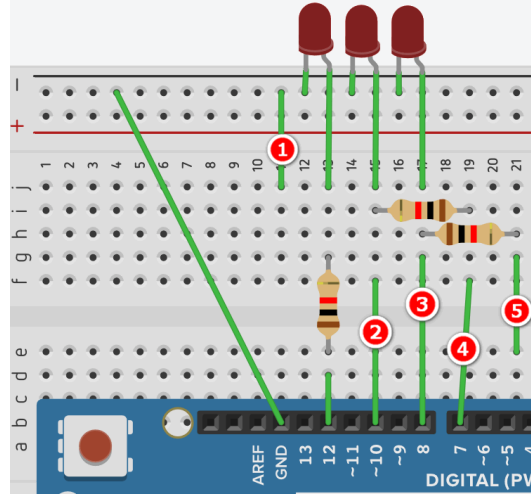 −
+
1 2 3 4 5 6 7 8 9 10 11 12 13 14 15 16 17 18 19 20 21
1
j
i
h
g
f
3
5
2
4
e
d
c
b
a
AREF GND 13 12 ~11 ~10 ~9 8 7 ~6 ~5 4
DIGITAL (PV